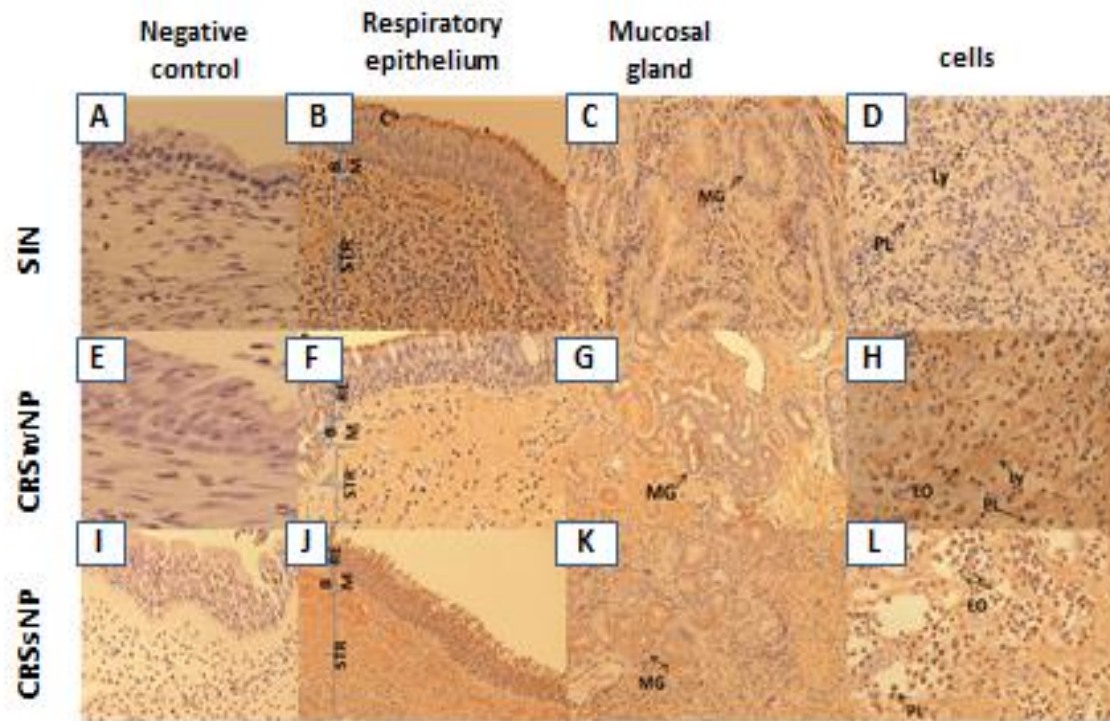 Negative
control
Respiratory
epithelium
Mucosal
gland
cells
SIN
A
B
C
D
C
B
M
STR
MG
Ly
PL
CRSwNP
E
F
G
H
B
M
STR
MG
EO
Ly
PL
CRSsNP
I
J
K
L
B
M
STR
MG
EO
PL